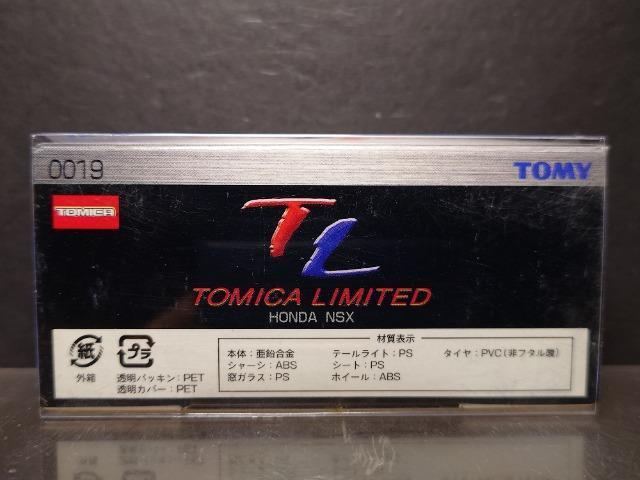 0019
TOMY
TOMICA
TL
TOMICA LIMITED
HONDA NSX
材質表示
紙
プラ
外箱
透明パッキン:PET
透明カバー:PET
本体:亜鉛合金
シャーシ:ABS
窓ガラス:PS
テールライト:PS
シート:PS
ホイール:ABS
タイヤ:PVC(非フタル酸)